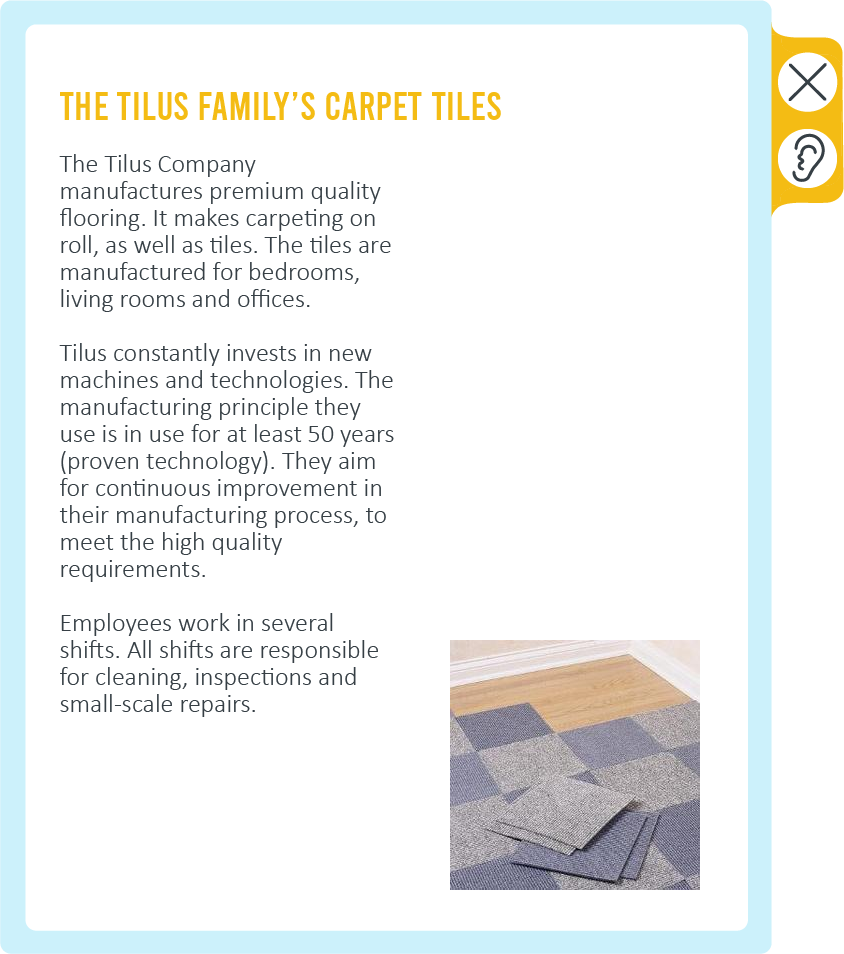 THE TILUS FAMILY’S CARPET TILES
The Tilus Company
manufactures premium quality
flooring. It makes carpeting on
roll, as well as tiles. The tiles are
manufactured for bedrooms,
living rooms and offices.
Tilus constantly invests in new
machines and technologies. The
manufacturing principle they
use is in use for at least 50 years
(proven technology). They aim
for continuous improvement in
their manufacturing process, to
meet the high quality
requirements.
Employees work in several
shifts. All shifts are responsible
for cleaning, inspections and
small-scale repairs.